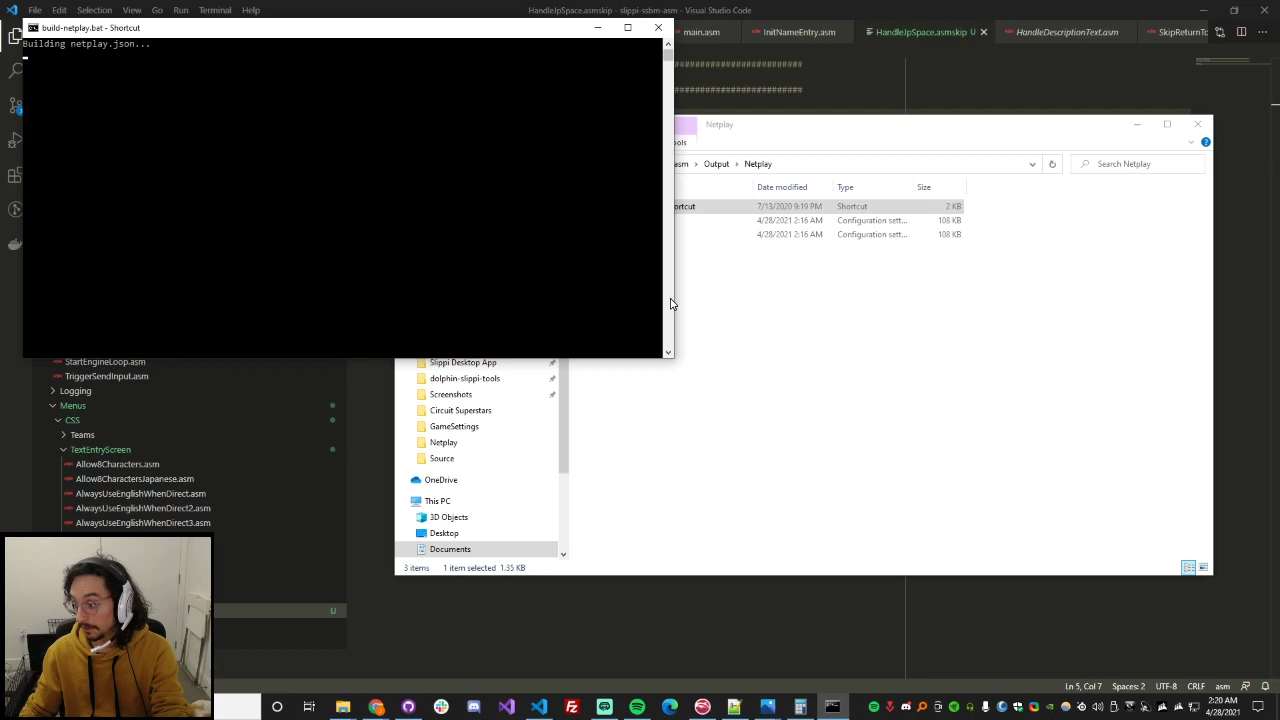 File Edit Selection View Go Run Terminal Help
HandleJpSpace.asmskip - slippi-ssbm-asm - Visual Studio Code
build-netplay.bat - Shortcut
Building netplay.json...
main.asm InitNameEntry.asm HandleJpSpace.asmskip U HandleDescriptionText.asm SkipReturnTo
##########################
##########################
Netplay
asm > Output > Netplay
Search Netplay
Date modified Type Size
7/13/2020 9:19 PM Shortcut 2 KB
4/28/2021 2:16 AM Configuration sett... 108 KB
4/28/2021 2:16 AM Configuration sett... 108 KB
StartEngineLoop.asm
TriggerSendInput.asm
Logging
Menus
CSS
Teams
TextEntryScreen
Allow8Characters.asm
Allow8CharactersJapanese.asm
AlwaysUseEnglishWhenDirect.asm
AlwaysUseEnglishWhenDirect2.asm
AlwaysUseEnglishWhenDirect3.asm
U
Slippi Desktop App
dolphin-slippi-tools
Screenshots
Circuit Superstars
GameSettings
Netplay
Source
OneDrive
This PC
3D Objects
Desktop
Documents
3 items 1 item selected 1.35 KB
Ln 5, Col 7 Spaces: 2 UTF-8 CRLF asm
2:20 AM
4/28/2021